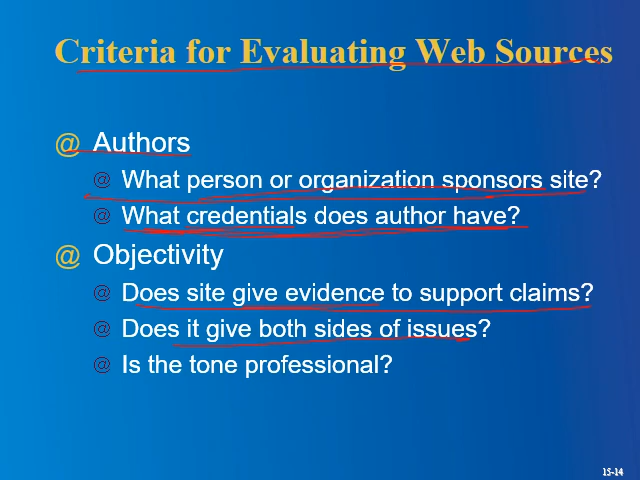 Criteria for Evaluating Web Sources
@ Authors
@ What person or organization sponsors site?
@ What credentials does author have?
@ Objectivity
@ Does site give evidence to support claims?
@ Does it give both sides of issues?
@ Is the tone professional?
15-14